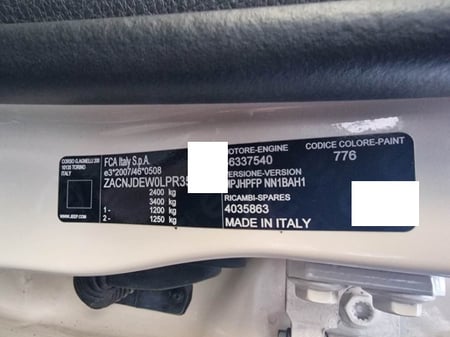 CORSO G.AGNELLI 200
10135 TORINO
(ITALY)
WWW.JEEP.COM
FCA Italy S.p.A.
e3*2007/46*0508
ZACNJDEW0LPR3
2400 kg
3400 kg
1 - 1200 kg
2 - 1250 kg
MOTORE-ENGINE
46337540
VERSIONE-VERSION
MPJHPFP NN1BAH1
RICAMBI-SPARES
4035863
MADE IN ITALY
CODICE COLORE-PAINT
776